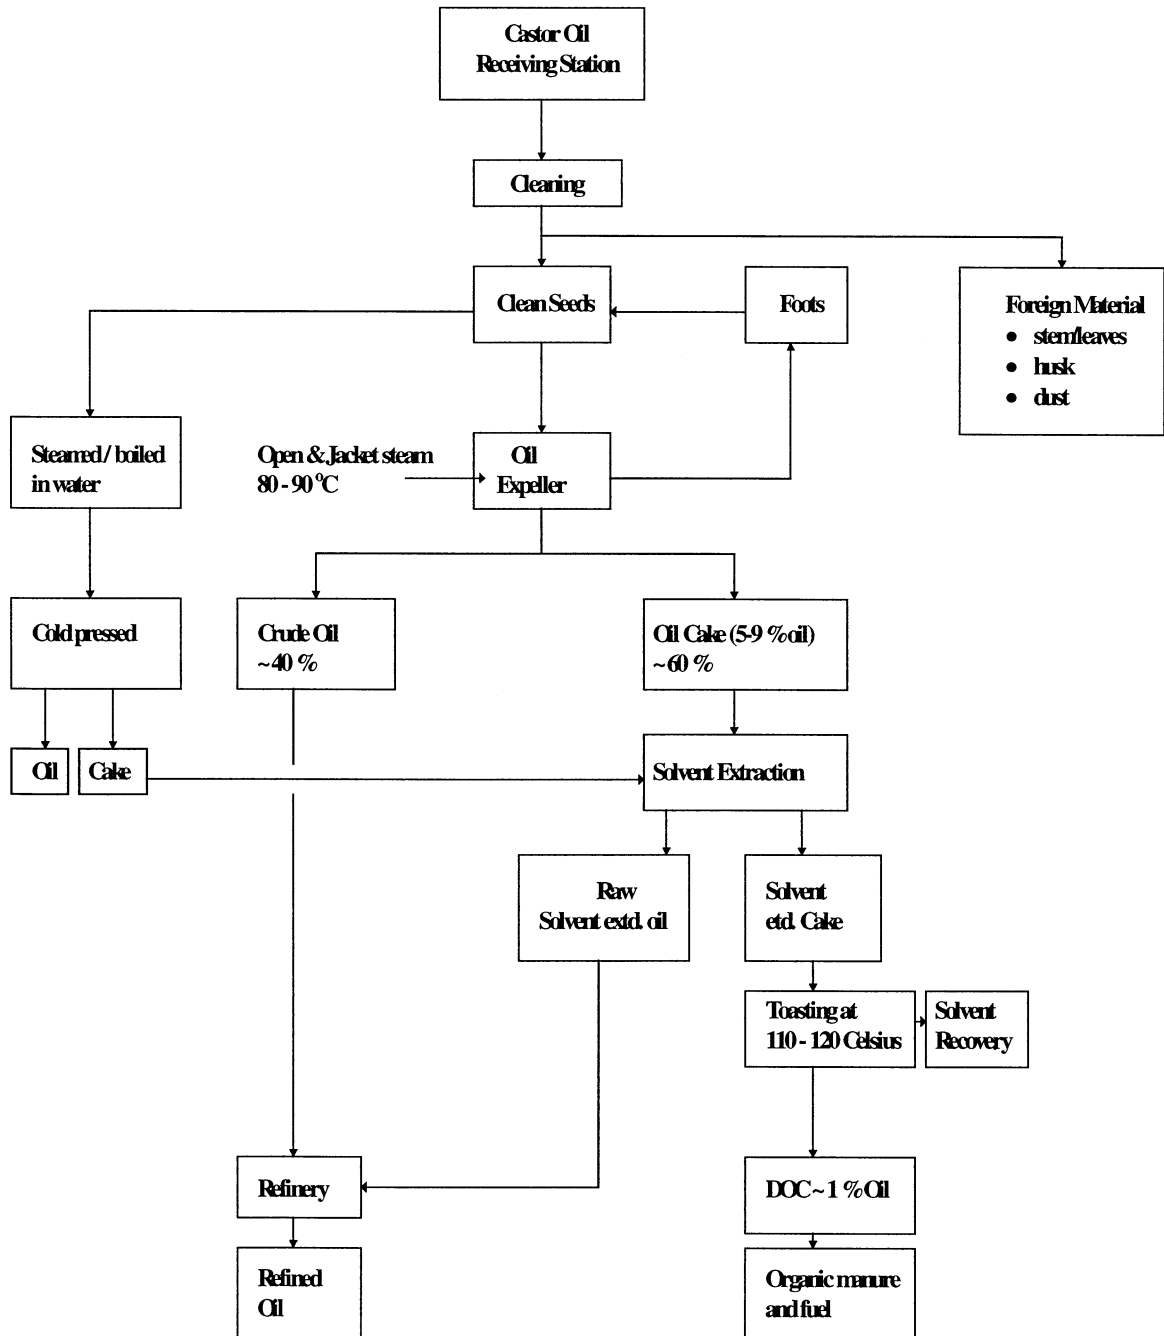 Castor Oil
Receiving Station
Cleaning
Clean Seeds
Foots
Foreign Material
• stem/leaves
• husk
• dust
Steamed / boiled
in water
Open & Jacket steam
80 - 90 °C
Oil
Expeller
Cold pressed
Crude Oil
~40 %
Oil Cake (5-9 % oil)
~60 %
Oil
Cake
Solvent Extraction
Raw
Solvent extd. oil
Solvent
etd. Cake
Toasting at
110 - 120 Celsius
Solvent
Recovery
Refinery
DOC ~ 1 % Oil
Refined
Oil
Organic manure
and fuel